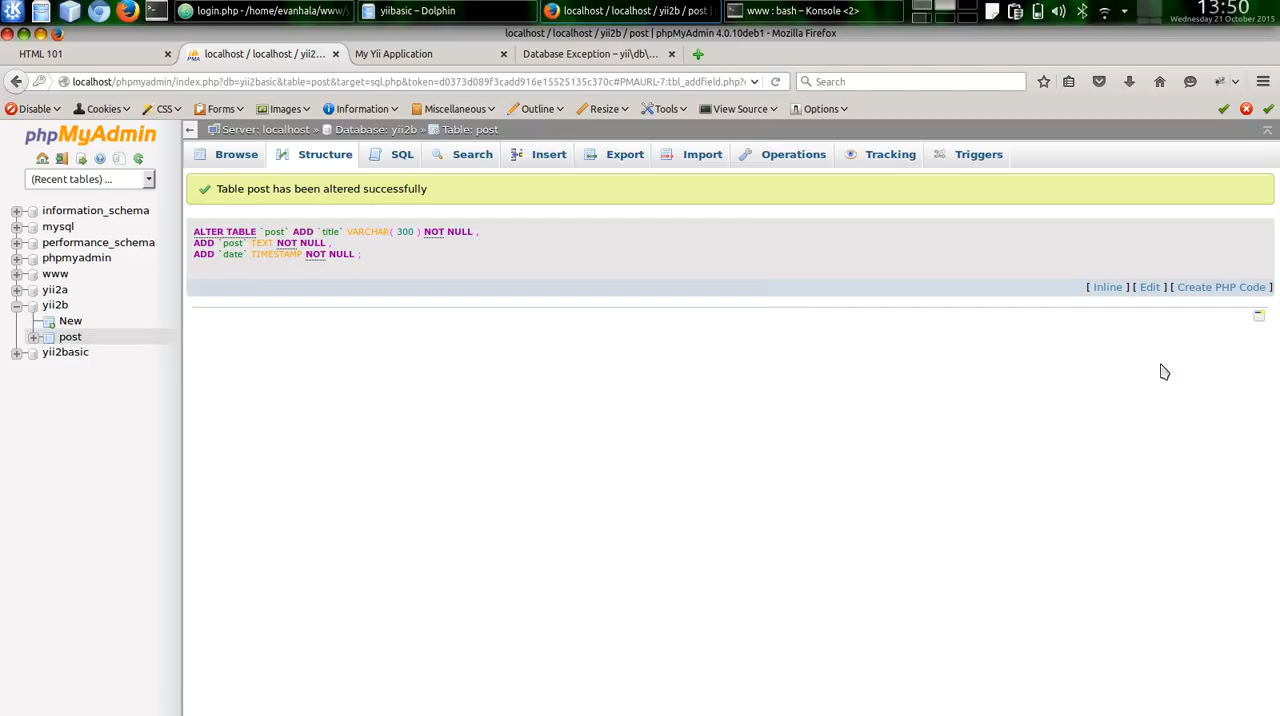 login.php - /home/evanhala/www/
yiibasic – Dolphin
localhost / localhost / yii2b / post |
www : bash – Konsole <2>
13:50
Wednesday 21 October 2015
localhost / localhost / yii2b / post | phpMyAdmin 4.0.10deb1 - Mozilla Firefox
HTML 101
localhost / localhost / yii2...
My Yii Application
Database Exception – yii\db\...
localhost/phpmyadmin/index.php?db=yii2basic&table=post&target=sql.php&token=d0373d089f3cadd916e15525135c370c#PMAURL-7:tbl_addfield.php?
Search
Disable
Cookies
CSS
Forms
Images
Information
Miscellaneous
Outline
Resize
Tools
View Source
Options
phpMyAdmin
Server: localhost » Database: yii2b » Table: post
Browse
Structure
SQL
Search
Insert
Export
Import
Operations
Tracking
Triggers
(Recent tables) ...
Table post has been altered successfully
ALTER TABLE `post` ADD `title` VARCHAR( 300 ) NOT NULL ,
ADD `post` TEXT NOT NULL ,
ADD `date` TIMESTAMP NOT NULL ;
[ Inline ] [ Edit ] [ Create PHP Code ]
information_schema
mysql
performance_schema
phpmyadmin
www
yii2a
yii2b
New
post
yii2basic